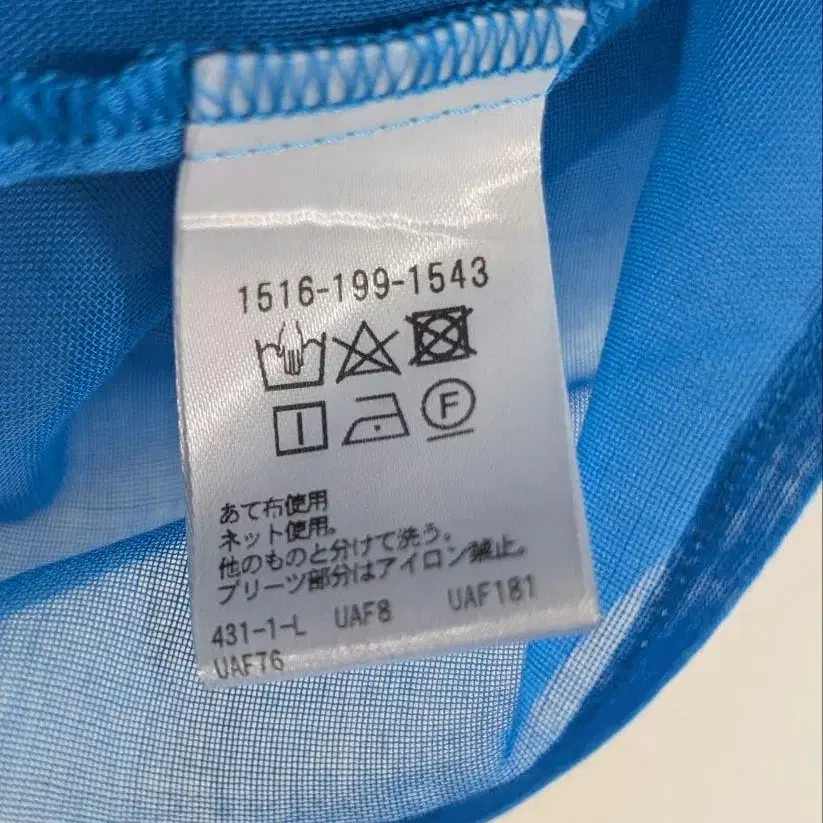 1516-199-1543
F
あて布使用
ネット使用。
他のものと分けて洗う。
プリーツ部分はアイロン禁止。
431-1-L UAF8 UAF181
UAF76